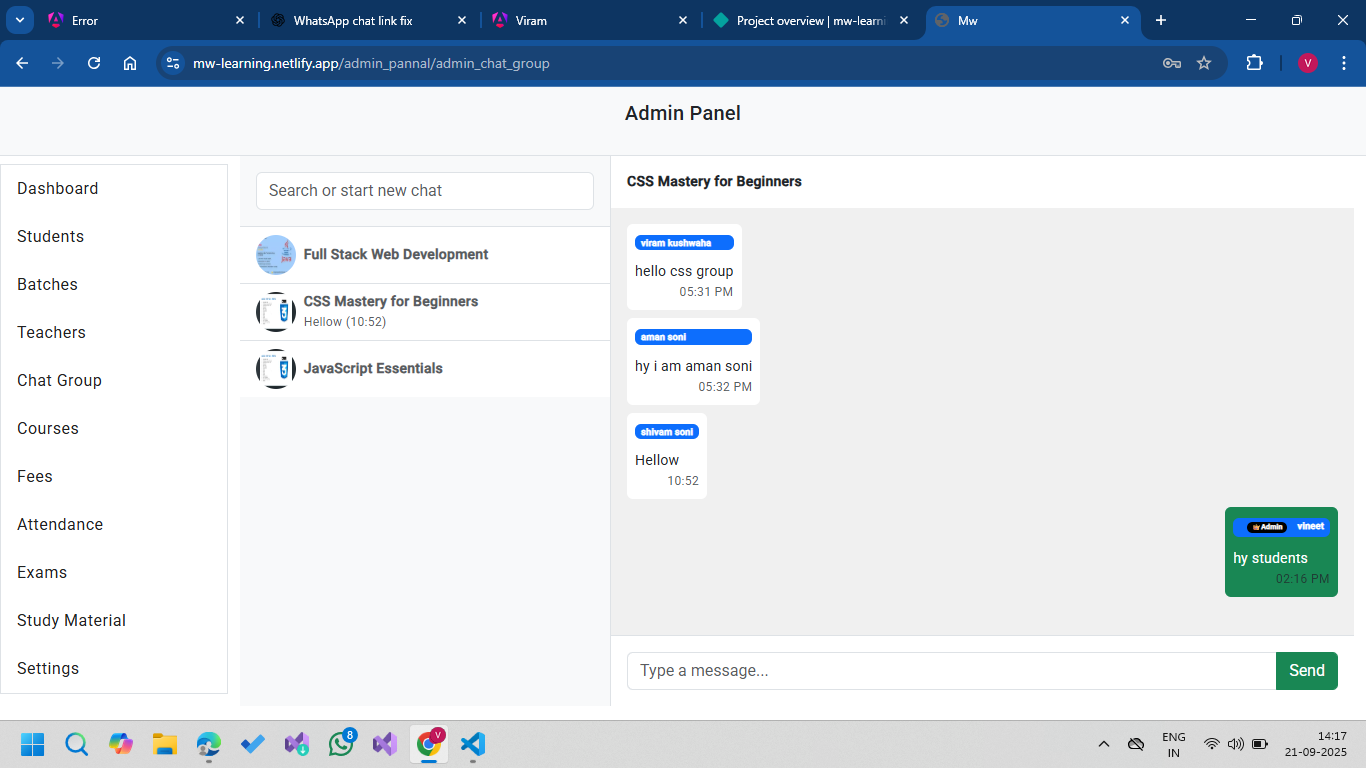 Error
WhatsApp chat link fix
Viram
Project overview | mw-learni
Mw
mw-learning.netlify.app/admin_pannal/admin_chat_group
V
Admin Panel
Dashboard
Students
Batches
Teachers
Chat Group
Courses
Fees
Attendance
Exams
Study Material
Settings
Search or start new chat
Full Stack Web Development
CSS Mastery for Beginners
Hellow (10:52)
JavaScript Essentials
CSS Mastery for Beginners
viram kushwaha
hello css group
05:31 PM
aman soni
hy i am aman soni
05:32 PM
shivam soni
Hellow
10:52
Admin vineet
hy students
02:16 PM
Type a message...
Send
8
V
ENG
IN
14:17
21-09-2025